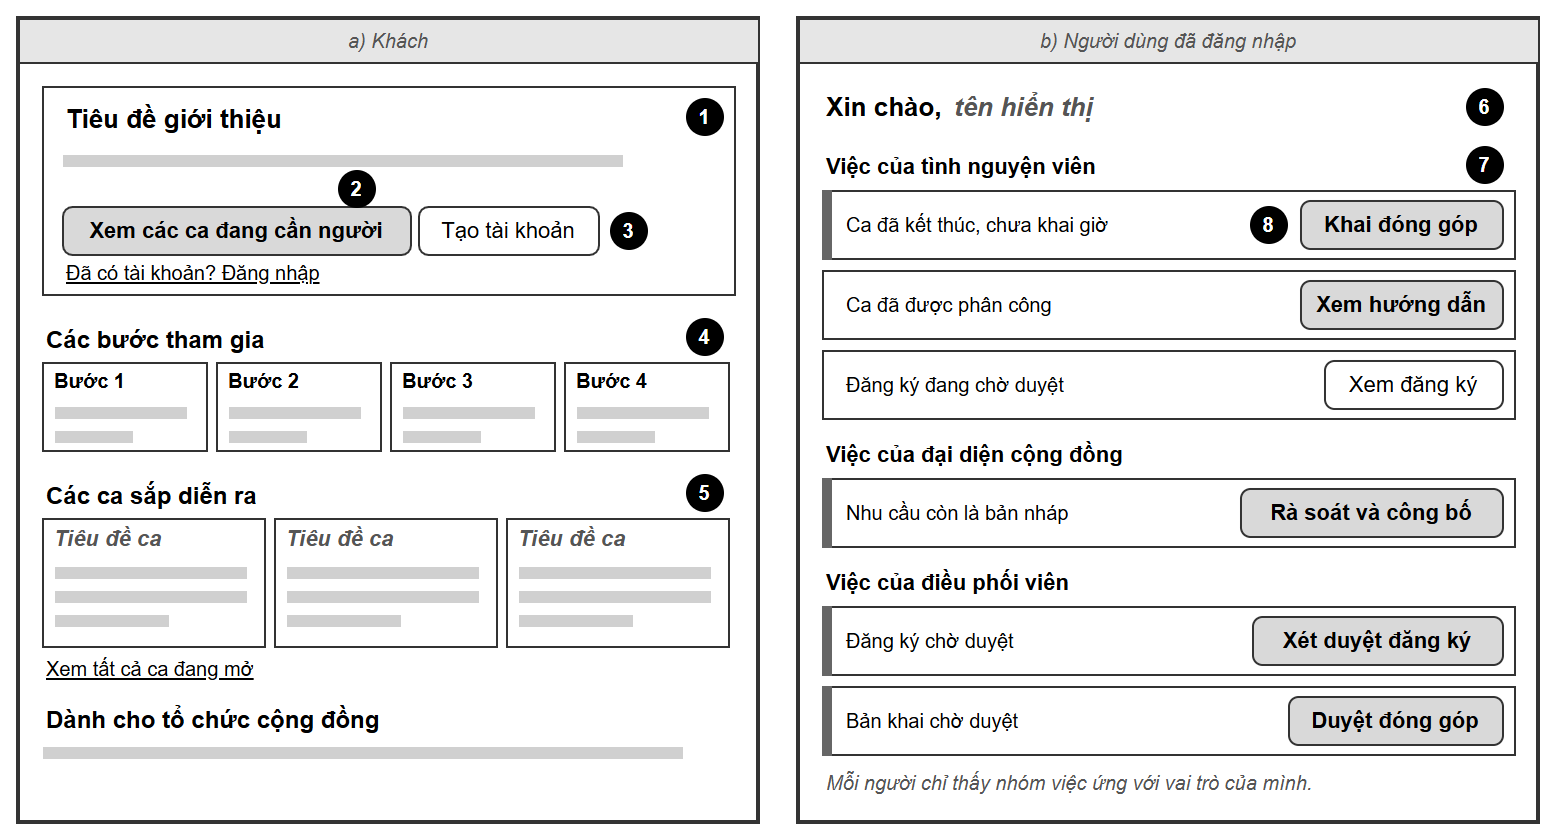 a) Khách
Tiêu đề giới thiệu
1
2
Xem các ca đang cần người
Tạo tài khoản
3
Đã có tài khoản? Đăng nhập
Các bước tham gia
4
Bước 1
Bước 2
Bước 3
Bước 4
Các ca sắp diễn ra
5
Tiêu đề ca
Tiêu đề ca
Tiêu đề ca
Xem tất cả ca đang mở
Dành cho tổ chức cộng đồng
b) Người dùng đã đăng nhập
Xin chào, tên hiển thị
6
Việc của tình nguyện viên
7
Ca đã kết thúc, chưa khai giờ
8
Khai đóng góp
Ca đã được phân công
Xem hướng dẫn
Đăng ký đang chờ duyệt
Xem đăng ký
Việc của đại diện cộng đồng
Nhu cầu còn là bản nháp
Rà soát và công bố
Việc của điều phối viên
Đăng ký chờ duyệt
Xét duyệt đăng ký
Bản khai chờ duyệt
Duyệt đóng góp
Mỗi người chỉ thấy nhóm việc ứng với vai trò của mình.